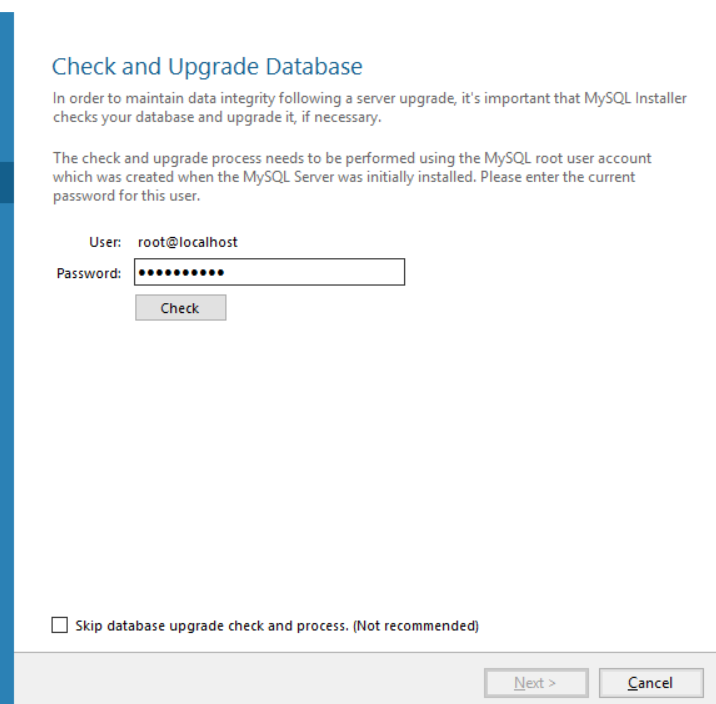 Check and Upgrade Database
In order to maintain data integrity following a server upgrade, it's important that MySQL Installer
checks your database and upgrade it, if necessary.
The check and upgrade process needs to be performed using the MySQL root user account
which was created when the MySQL Server was initially installed. Please enter the current
password for this user.
User: root@localhost
Password: ●●●●●●●●●●
Check
Skip database upgrade check and process. (Not recommended)
Next > Cancel